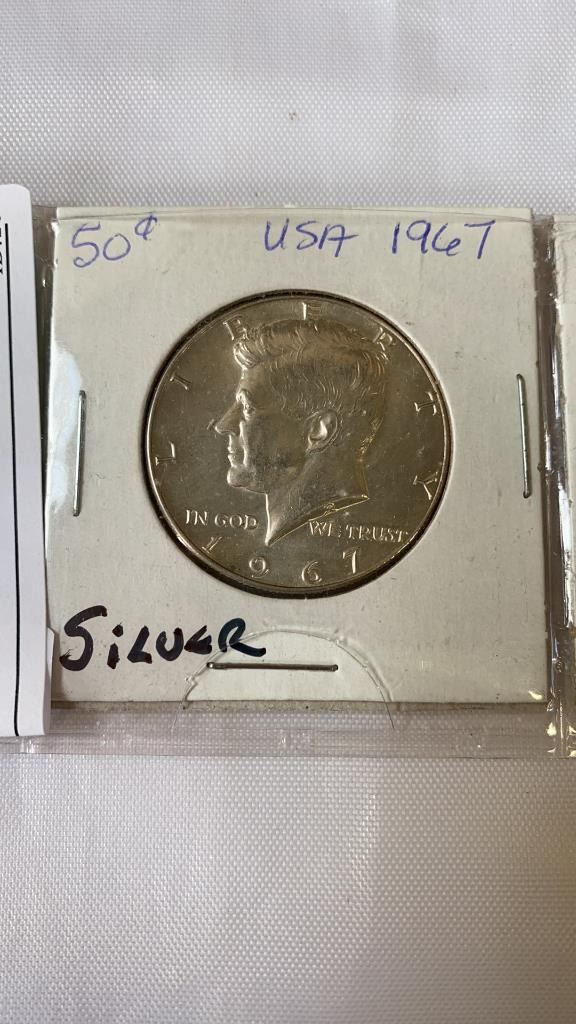 50¢ USA 1967
LIBERTY
IN GOD WE TRUST
1967
SILVER